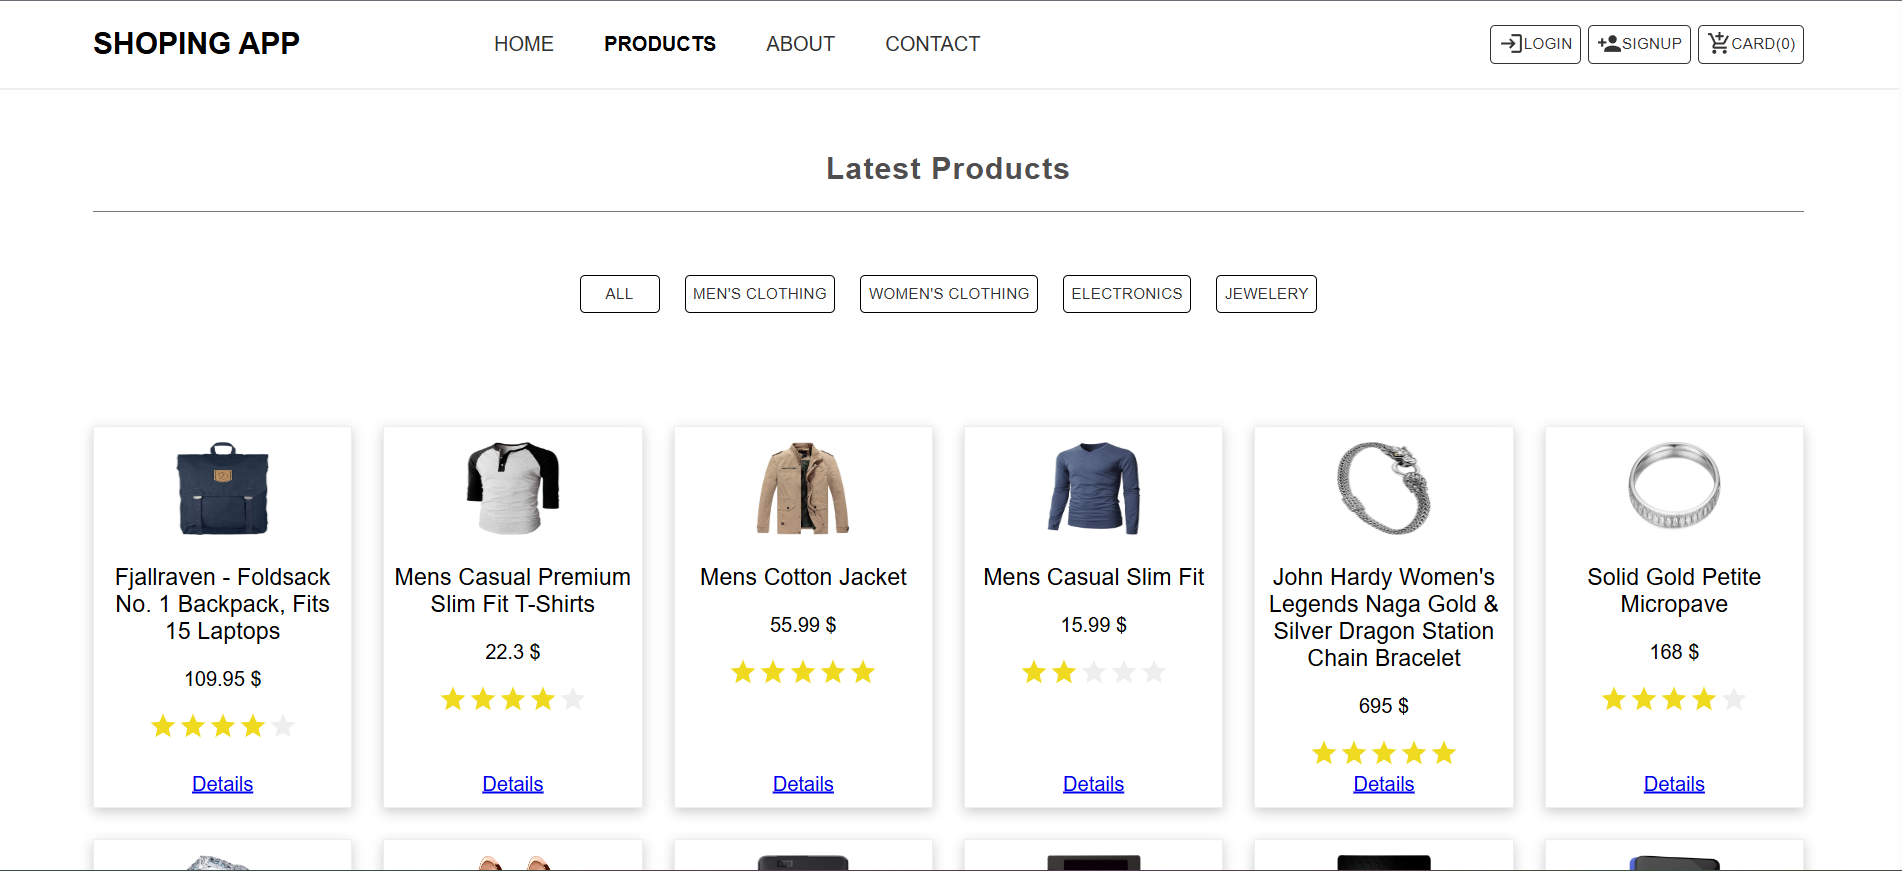 SHOPING APP
HOME
PRODUCTS
ABOUT
CONTACT
LOGIN
SIGNUP
CARD(0)
Latest Products
ALL
MEN'S CLOTHING
WOMEN'S CLOTHING
ELECTRONICS
JEWELERY
Fjallraven - Foldsack
No. 1 Backpack, Fits
15 Laptops
109.95 $
Details
Mens Casual Premium
Slim Fit T-Shirts
22.3 $
Details
Mens Cotton Jacket
55.99 $
Details
Mens Casual Slim Fit
15.99 $
Details
John Hardy Women's
Legends Naga Gold &
Silver Dragon Station
Chain Bracelet
695 $
Details
Solid Gold Petite
Micropave
168 $
Details